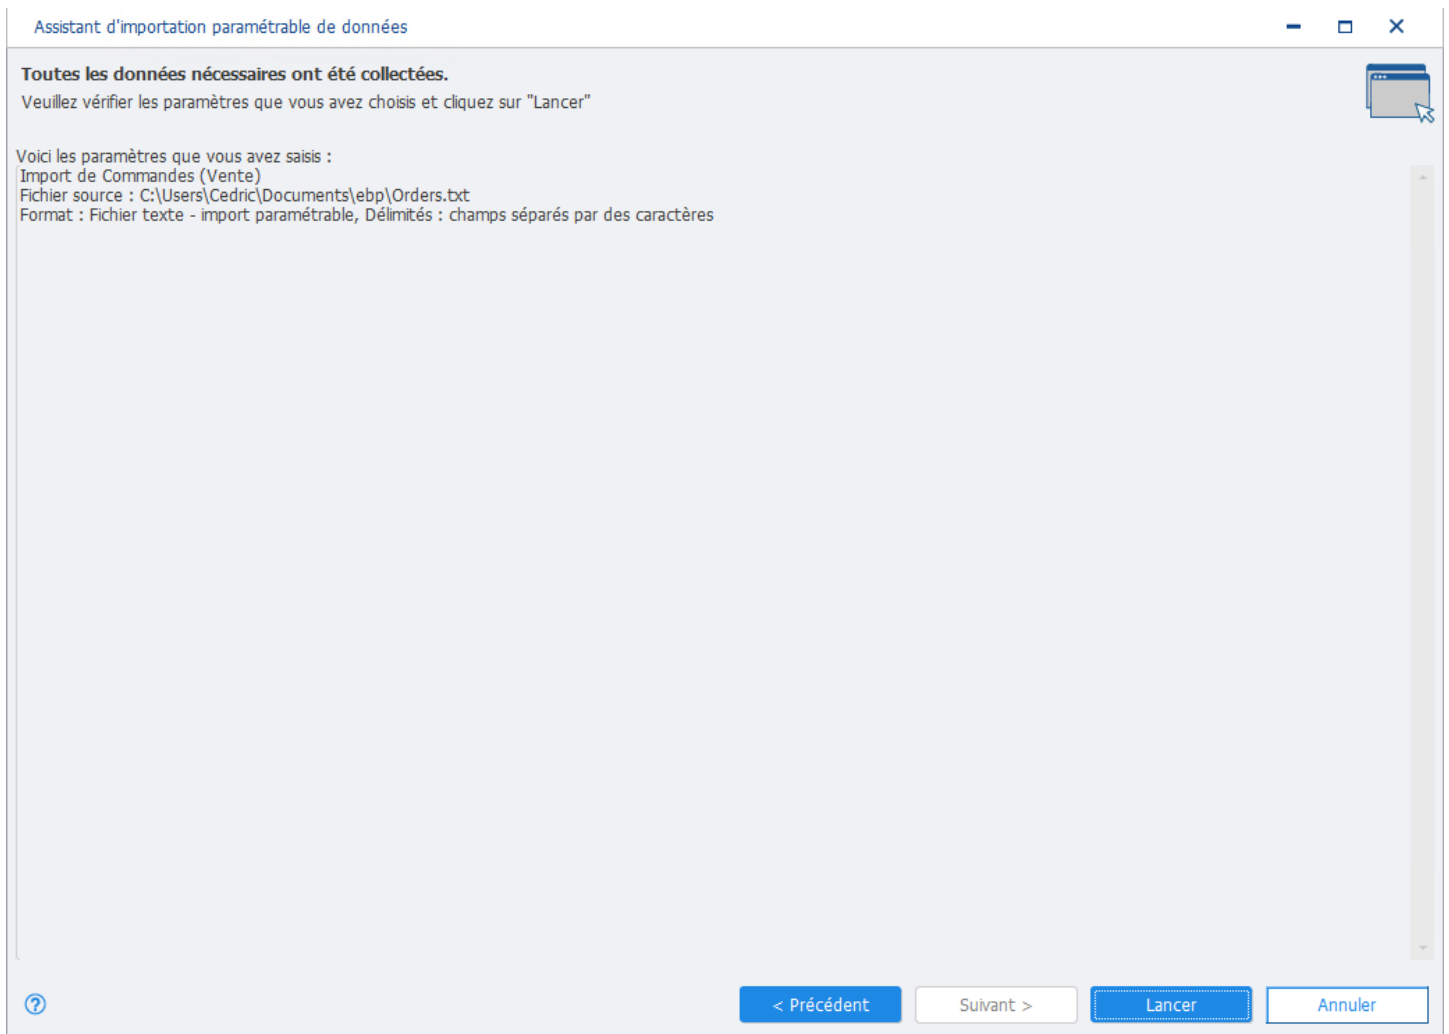 Assistant d'importation paramétrable de données
Toutes les données nécessaires ont été collectées.
Veuillez vérifier les paramètres que vous avez choisis et cliquez sur "Lancer"
Voici les paramètres que vous avez saisis :
Import de Commandes (Vente)
Fichier source : C:\Users\Cedric\Documents\ebp\Orders.txt
Format : Fichier texte - import paramétrable, Délimités : champs séparés par des caractères
?
< Précédent
Suivant >
Lancer
Annuler